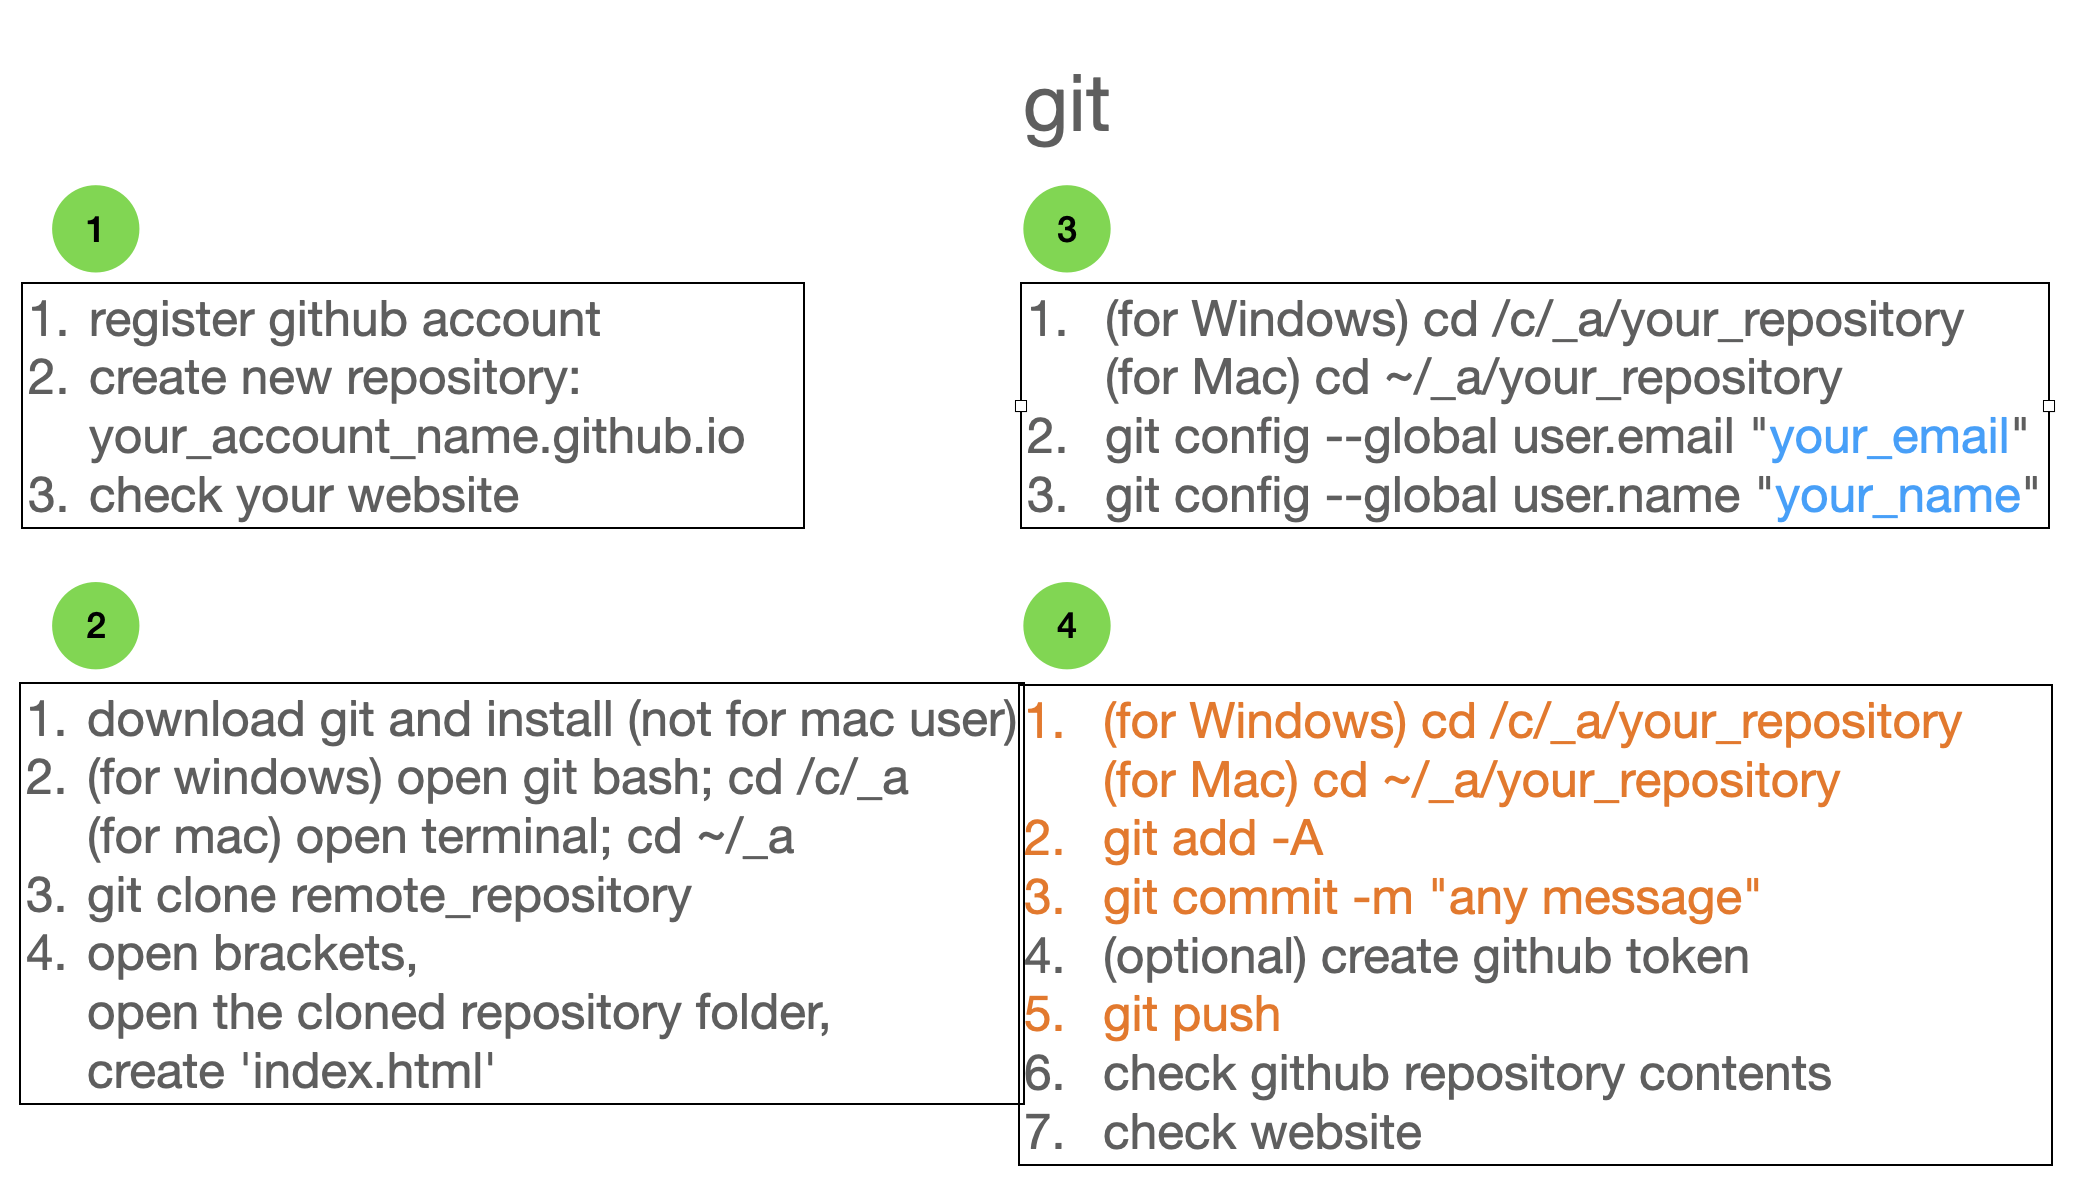 git
1
1. register github account
2. create new repository:
your_account_name.github.io
3. check your website
2
1. download git and install (not for mac user)
2. (for windows) open git bash; cd /c/_a
(for mac) open terminal; cd ~/_a
3. git clone remote_repository
4. open brackets,
open the cloned repository folder,
create 'index.html'
3
1. (for Windows) cd /c/_a/your_repository
(for Mac) cd ~/_a/your_repository
2. git config --global user.email "your_email"
3. git config --global user.name "your_name"
4
1. (for Windows) cd /c/_a/your_repository
(for Mac) cd ~/_a/your_repository
2. git add -A
3. git commit -m "any message"
4. (optional) create github token
5. git push
6. check github repository contents
7. check website